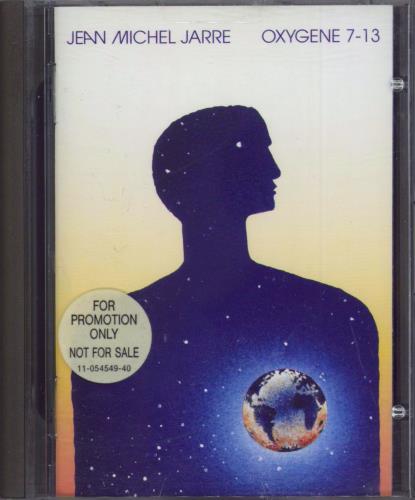 JEAN MICHEL JARRE OXYGENE 7-13
FOR
PROMOTION
ONLY
NOT FOR SALE
11-054549-40